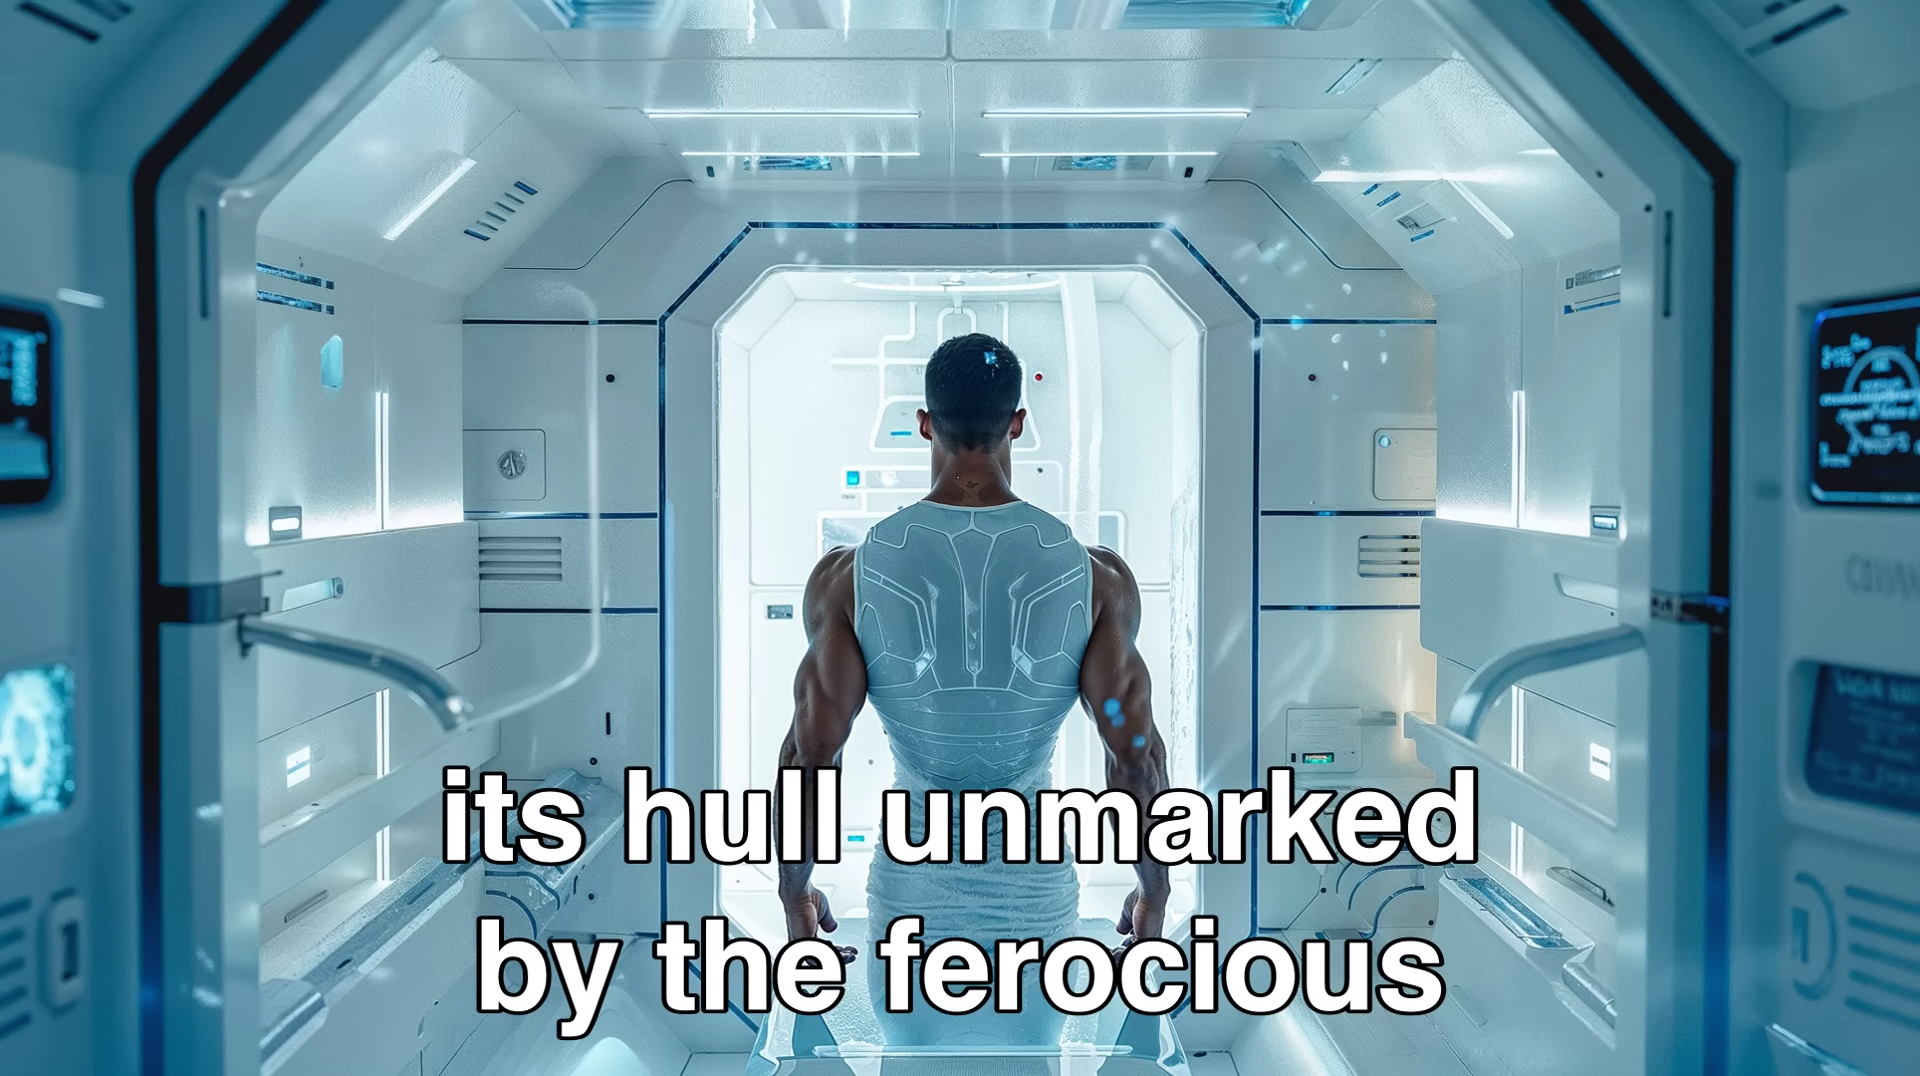 its hull unmarked
by the ferocious